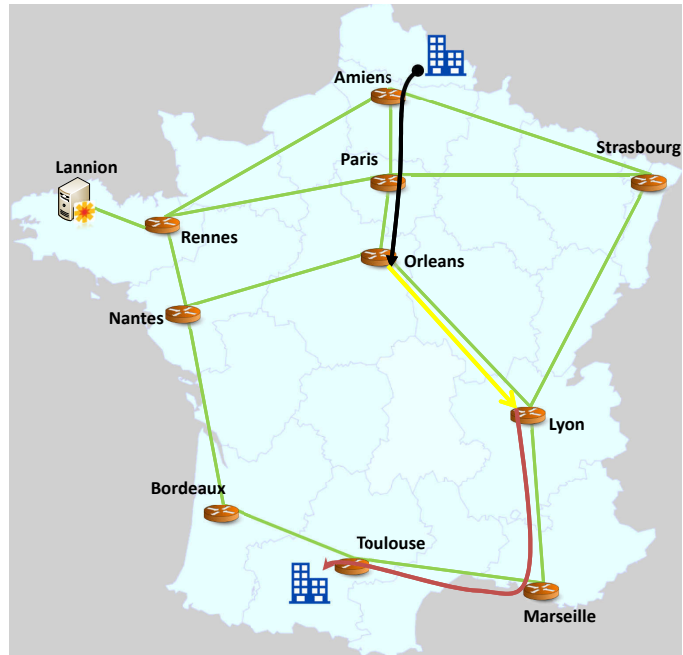 Amiens
Strasbourg
Paris
Lannion
Rennes
Orleans
Nantes
Lyon
Bordeaux
Toulouse
Marseille